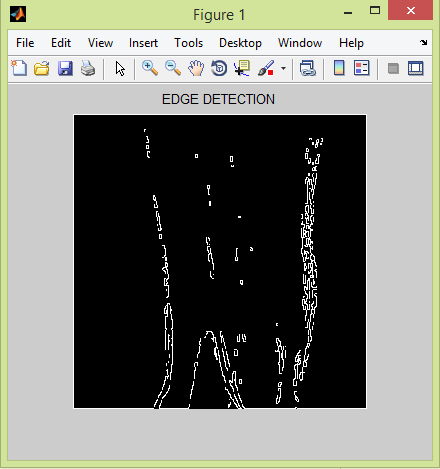 Figure 1
File Edit View Insert Tools Desktop Window Help
EDGE DETECTION